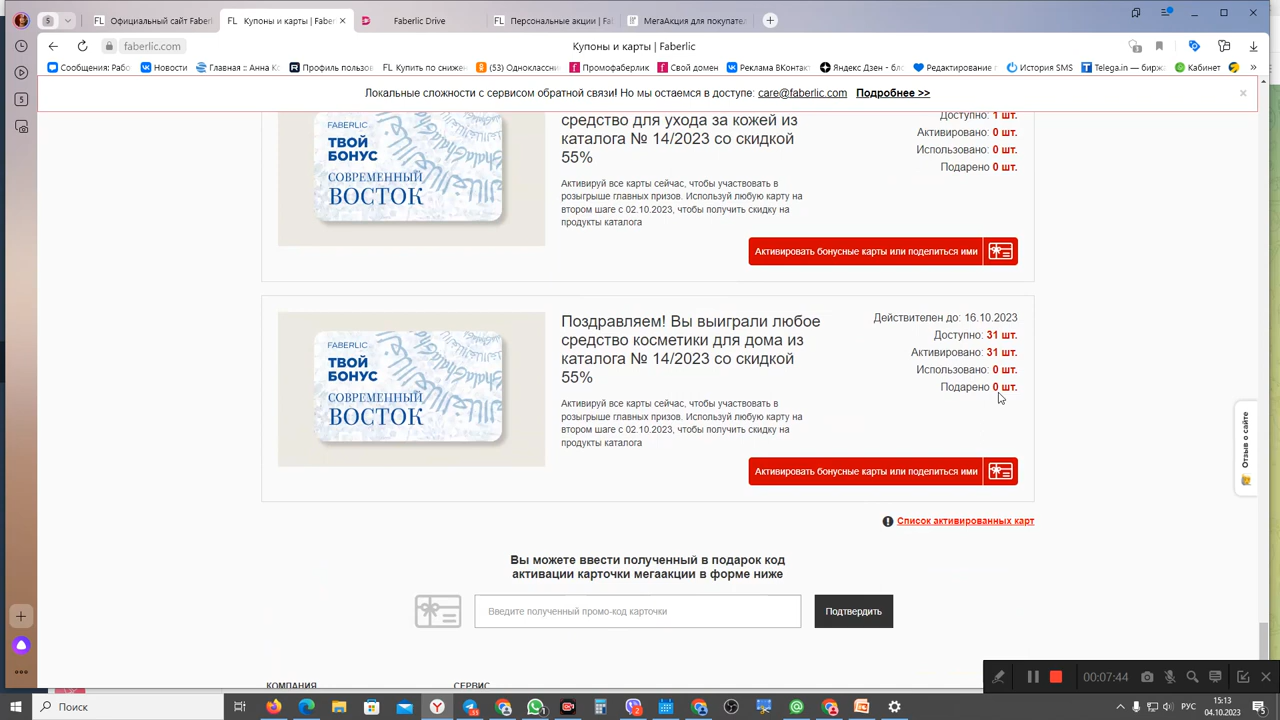 5
FL Официальный сайт Faberl
FL Купоны и карты | Faberl
Faberlic Drive
FL Персональные акции | Fal
МегаАкция для покупател
faberlic.com
Купоны и карты | Faberlic
Сообщения: Рабо
Новости
Главная :: Анна Ко
Профиль пользов
FL. Купить по снижен
(53) Одноклассни
Промофаберлик
Свой домен
Реклама ВКонтакт
Яндекс Дзен - бло
Редактирование г
История SMS
Telega.in — бирж
Кабинет
5
Локальные сложности с сервисом обратной связи! Но мы остаемся в доступе: care@faberlic.com Подробнее >>
FABERLIC
ТВОЙ
БОНУС
СОВРЕМЕННЫЙ
ВОСТОК
средство для ухода за кожей из
каталога № 14/2023 со скидкой
55%
Активируй все карты сейчас, чтобы участвовать в
розыгрыше главных призов. Используй любую карту на
втором шаге с 02.10.2023, чтобы получить скидку на
продукты каталога
Доступно: 1 шт.
Активировано: 0 шт.
Использовано: 0 шт.
Подарено 0 шт.
Активировать бонусные карты или поделиться ими
FABERLIC
ТВОЙ
БОНУС
СОВРЕМЕННЫЙ
ВОСТОК
Поздравляем! Вы выиграли любое
средство косметики для дома из
каталога № 14/2023 со скидкой
55%
Активируй все карты сейчас, чтобы участвовать в
розыгрыше главных призов. Используй любую карту на
втором шаге с 02.10.2023, чтобы получить скидку на
продукты каталога
Действителен до: 16.10.2023
Доступно: 31 шт.
Активировано: 31 шт.
Использовано: 0 шт.
Подарено 0 шт.
Активировать бонусные карты или поделиться ими
Отзыв о сайте
Список активированных карт
Вы можете ввести полученный в подарок код
активации карточки мегаакции в форме ниже
Введите полученный промо-код карточки
Подтвердить
КОМПАНИЯ
СЕРВИС
00:07:44
Поиск
РУС
15:13
04.10.2023